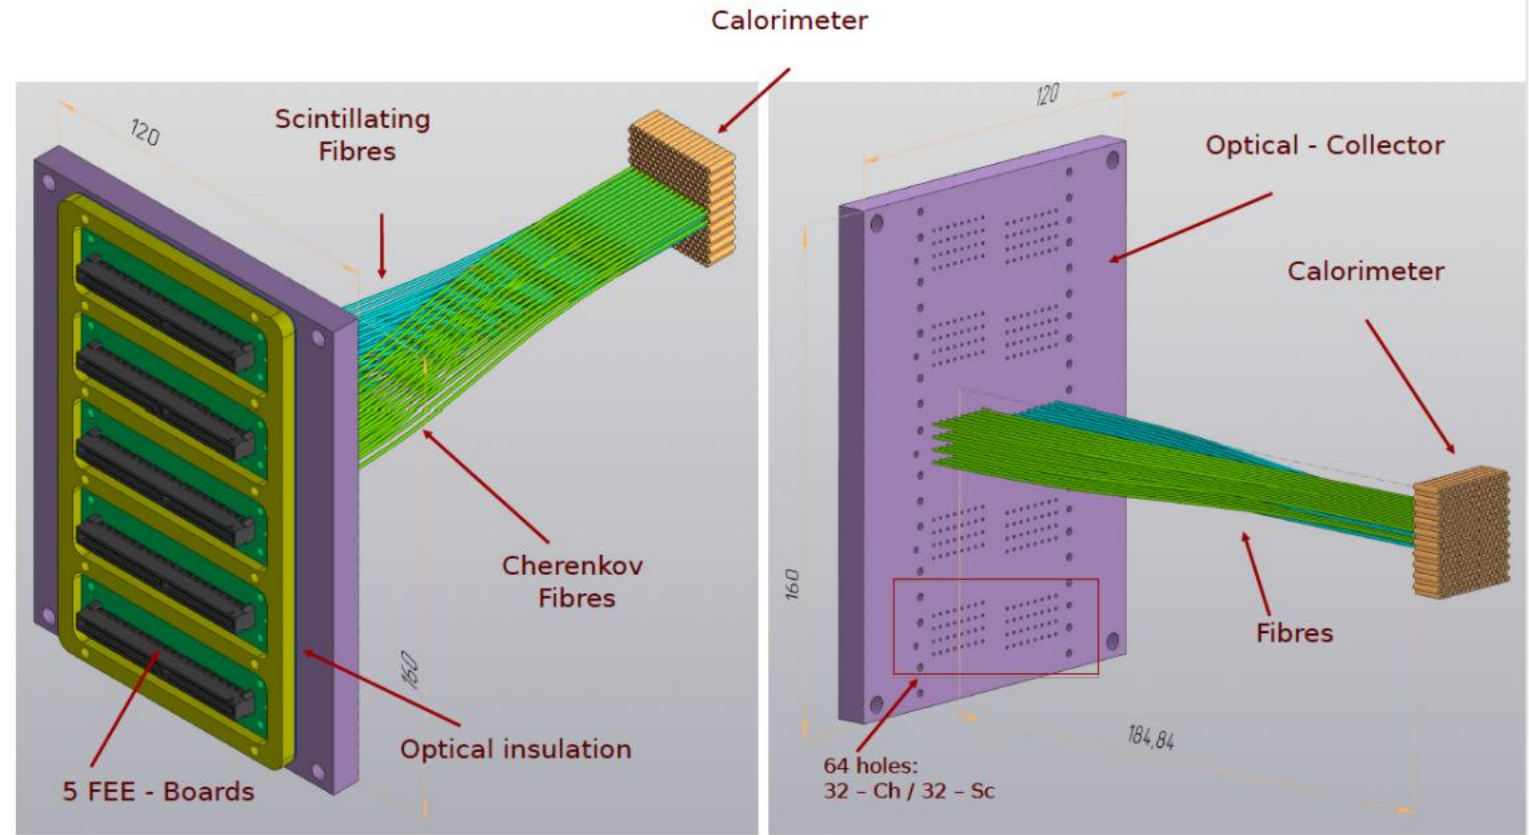 Calorimeter
120
Scintillating
Fibres
Cherenkov
Fibres
160
Optical insulation
5 FEE - Boards
120
Optical - Collector
Calorimeter
160
Fibres
184,84
64 holes:
32 – Ch / 32 – Sc